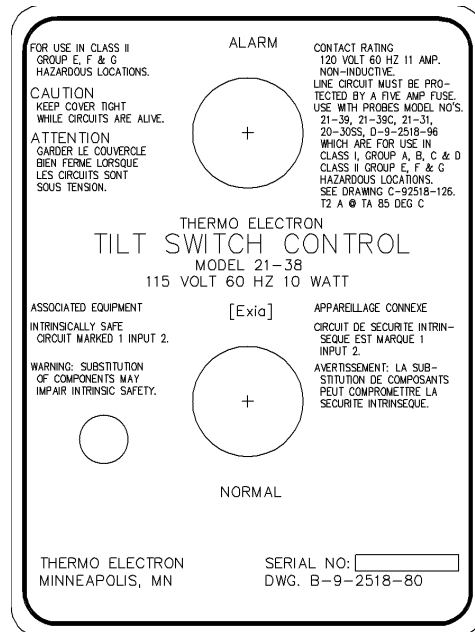 ALARM
FOR USE IN CLASS II
GROUP E, F & G
HAZARDOUS LOCATIONS.
CAUTION
KEEP COVER TIGHT
WHILE CIRCUITS ARE ALIVE.
ATTENTION
GARDER LE COUVERCLE
BIEN FERME LORSQUE
LES CIRCUITS SONT
SOUS TENSION.
CONTACT RATING
120 VOLT 60 HZ 11 AMP.
NON-INDUCTIVE.
LINE CIRCUIT MUST BE PRO-
TECTED BY A FIVE AMP FUSE.
USE WITH PROBES MODEL NO'S.
21-39, 21-39C, 21-31,
20-30SS, D-9-2518-96
WHICH ARE FOR USE IN
CLASS I, GROUP A, B, C & D
CLASS II GROUP E, F & G
HAZARDOUS LOCATIONS.
SEE DRAWING C-92518-126.
T2 A @ TA 85 DEG C
THERMO ELECTRON
TILT SWITCH CONTROL
MODEL 21-38
115 VOLT 60 HZ 10 WATT
[Exia]
ASSOCIATED EQUIPMENT
INTRINSICALLY SAFE
CIRCUIT MARKED 1 INPUT 2.
WARNING: SUBSTITUTION
OF COMPONENTS MAY
IMPAIR INTRINSIC SAFETY.
APPAREILLAGE CONNEXE
CIRCUIT DE SECURITE INTRIN-
SEQUE EST MARQUE 1
INPUT 2.
AVERTISSEMENT: LA SUB-
STITUTION DE COMPOSANTS
PEUT COMPROMETTRE LA
SECURITE INTRINSEQUE.
NORMAL
THERMO ELECTRON
MINNEAPOLIS, MN
SERIAL NO:
DWG. B-9-2518-80